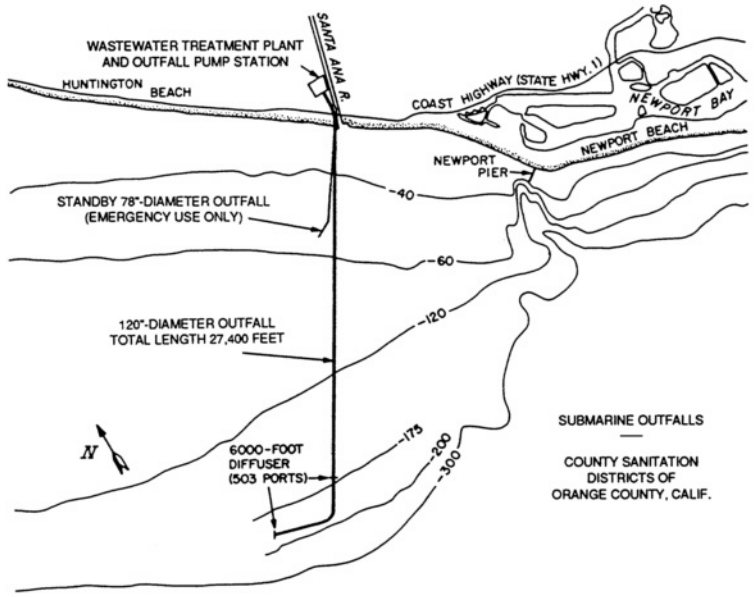 SANTA ANA R.
WASTEWATER TREATMENT PLANT
AND OUTFALL PUMP STATION
HUNTINGTON
BEACH
COAST HIGHWAY (STATE HWY. 1)
NEWPORT BAY
NEWPORT BEACH
NEWPORT
PIER
STANDBY 78"-DIAMETER OUTFALL
(EMERGENCY USE ONLY)
-40
-60
-120
120"-DIAMETER OUTFALL
TOTAL LENGTH 27,400 FEET
N
6000-FOOT
DIFFUSER
(503 PORTS)
-175
-200
-300
SUBMARINE OUTFALLS
COUNTY SANITATION
DISTRICTS OF
ORANGE COUNTY, CALIF.